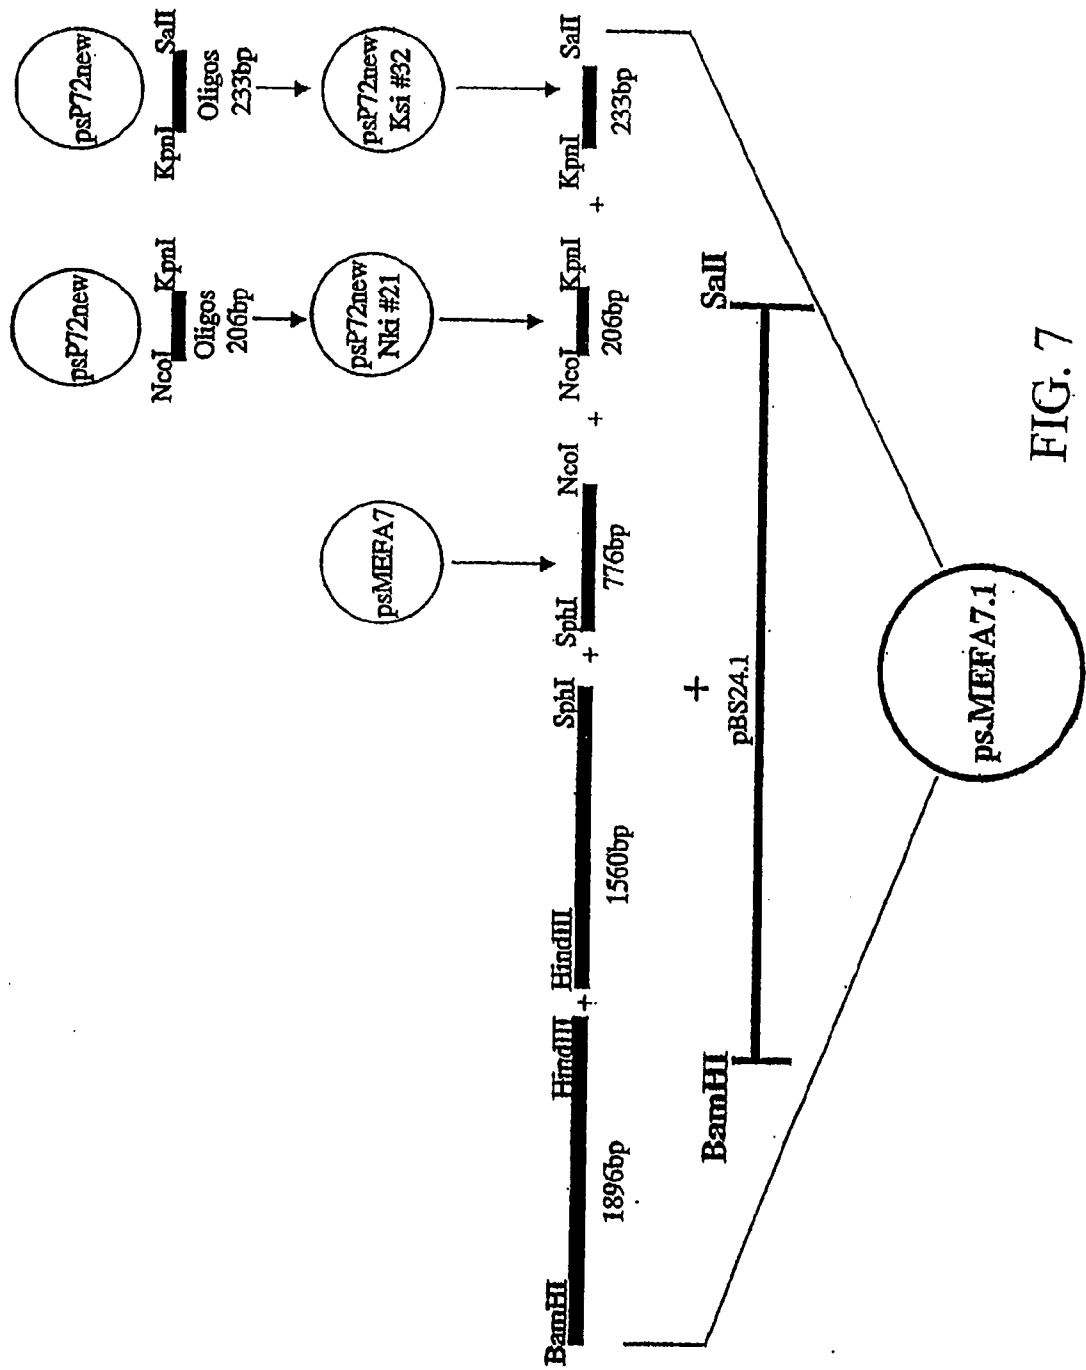 psP72new
psP72new
NcoI KpnI
KpnI SalI
Oligos
206bp
Oligos
233bp
psMEFA7
psP72new
Nki #21
psP72new
Ksi #32
BamHI HindIII
+
HindIII SphI
+
SphI NcoI
+
NcoI KpnI
+
KpnI SalI
1896bp
1560bp
776bp
206bp
233bp
+
BamHI
pBS24.1
SalI
ps.MEFA7.1
FIG. 7